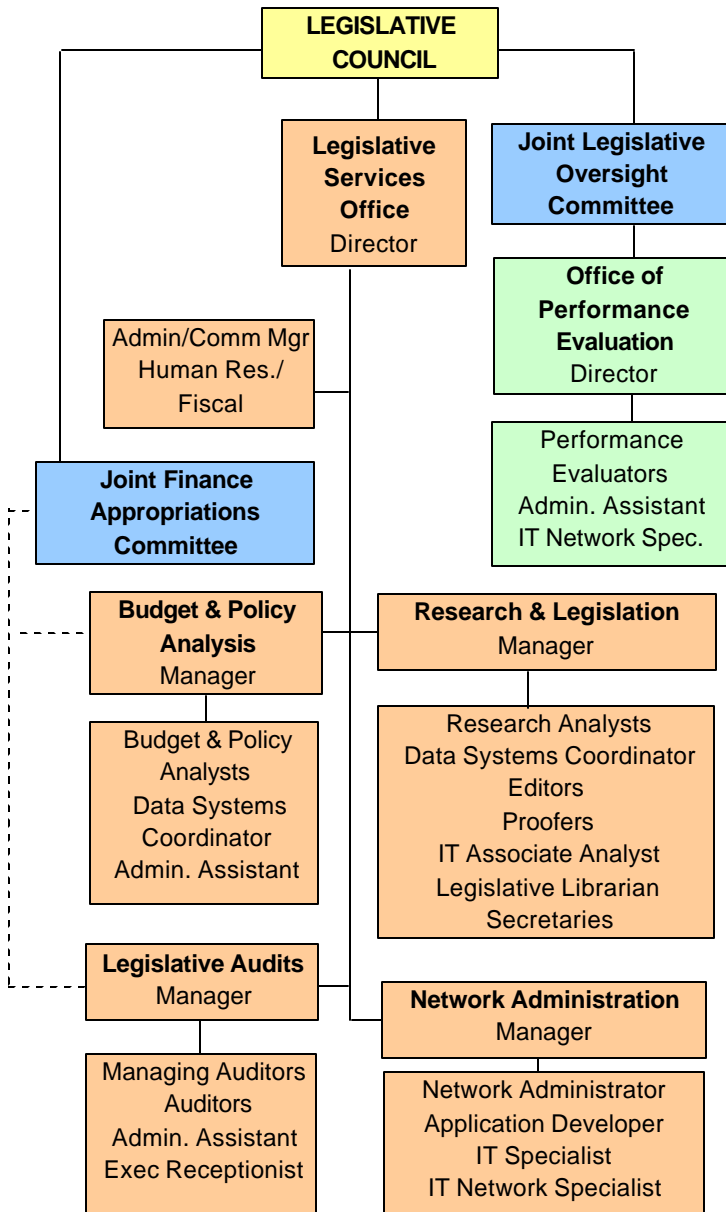 LEGISLATIVE
COUNCIL
Legislative
Services
Office
Director
Joint Legislative
Oversight
Committee
Office of
Performance
Evaluation
Director
Admin/Comm Mgr
Human Res./
Fiscal
Performance
Evaluators
Admin. Assistant
IT Network Spec.
Joint Finance
Appropriations
Committee
Budget & Policy
Analysis
Manager
Research & Legislation
Manager
Budget & Policy
Analysts
Data Systems
Coordinator
Admin. Assistant
Research Analysts
Data Systems Coordinator
Editors
Proofers
IT Associate Analyst
Legislative Librarian
Secretaries
Legislative Audits
Manager
Network Administration
Manager
Managing Auditors
Auditors
Admin. Assistant
Exec Receptionist
Network Administrator
Application Developer
IT Specialist
IT Network Specialist